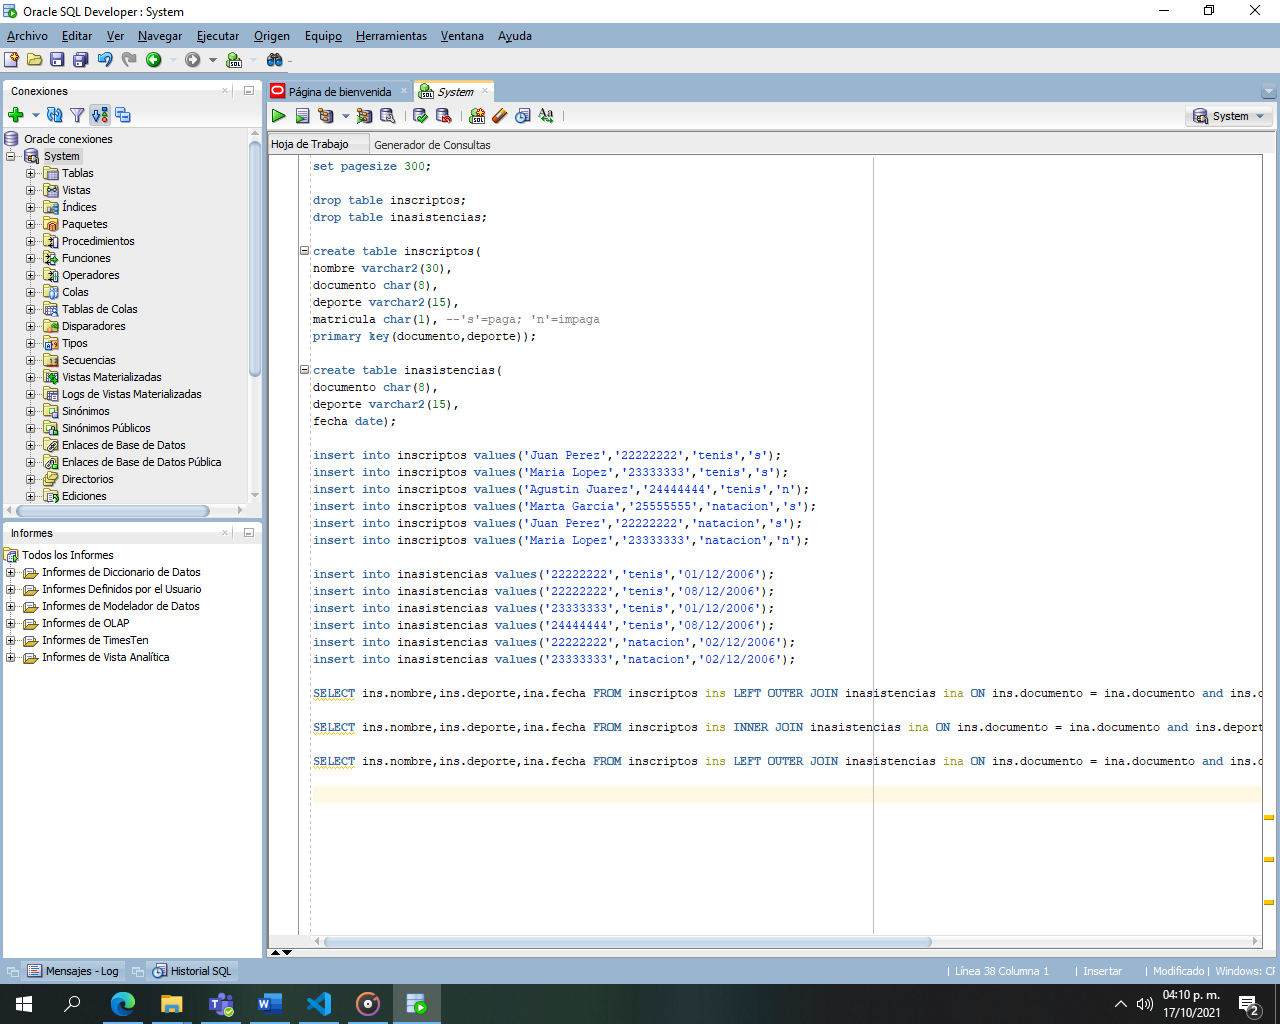 Oracle SQL Developer : System
Archivo Editar Ver Navegar Ejecutar Origen Equipo Herramientas Ventana Ayuda
Conexiones
Oracle conexiones
System
Tablas
Vistas
Índices
Paquetes
Procedimientos
Funciones
Operadores
Colas
Tablas de Colas
Disparadores
Tipos
Secuencias
Vistas Materializadas
Logs de Vistas Materializadas
Sinónimos
Sinónimos Públicos
Enlaces de Base de Datos
Enlaces de Base de Datos Pública
Directorios
Ediciones
Informes
Todos los Informes
Informes de Diccionario de Datos
Informes Definidos por el Usuario
Informes de Modelador de Datos
Informes de OLAP
Informes de TimesTen
Informes de Vista Analítica
Página de bienvenida System
System
Hoja de Trabajo Generador de Consultas
set pagesize 300;
drop table inscriptos;
drop table inasistencias;
create table inscriptos(
nombre varchar2(30),
documento char(8),
deporte varchar2(15),
matricula char(1), --'s'=paga; 'n'=impaga
primary key(documento,deporte));
create table inasistencias(
documento char(8),
deporte varchar2(15),
fecha date);
insert into inscriptos values('Juan Perez','22222222','tenis','s');
insert into inscriptos values('Maria Lopez','23333333','tenis','s');
insert into inscriptos values('Agustin Juarez','24444444','tenis','n');
insert into inscriptos values('Marta Garcia','25555555','natacion','s');
insert into inscriptos values('Juan Perez','22222222','natacion','s');
insert into inscriptos values('Maria Lopez','23333333','natacion','n');
insert into inasistencias values('22222222','tenis','01/12/2006');
insert into inasistencias values('22222222','tenis','08/12/2006');
insert into inasistencias values('23333333','tenis','01/12/2006');
insert into inasistencias values('24444444','tenis','08/12/2006');
insert into inasistencias values('22222222','natacion','02/12/2006');
insert into inasistencias values('23333333','natacion','02/12/2006');
SELECT ins.nombre,ins.deporte,ina.fecha FROM inscriptos ins LEFT OUTER JOIN inasistencias ina ON ins.documento = ina.documento and ins.
SELECT ins.nombre,ins.deporte,ina.fecha FROM inscriptos ins INNER JOIN inasistencias ina ON ins.documento = ina.documento and ins.deport
SELECT ins.nombre,ins.deporte,ina.fecha FROM inscriptos ins LEFT OUTER JOIN inasistencias ina ON ins.documento = ina.documento and ins.
Mensajes - Log Historial SQL
Línea 38 Columna 1 Insertar Modificado Windows: CF
04:10 p. m.
17/10/2021
2